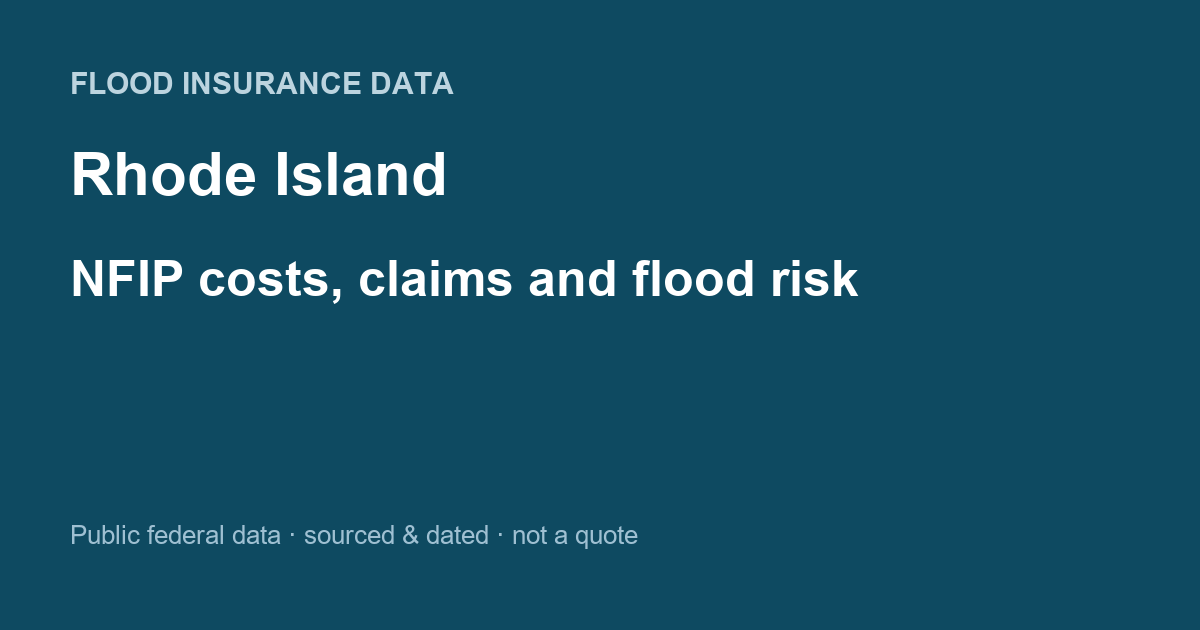 FLOOD INSURANCE DATA
Rhode Island
NFIP costs, claims and flood risk
Public federal data · sourced & dated · not a quote